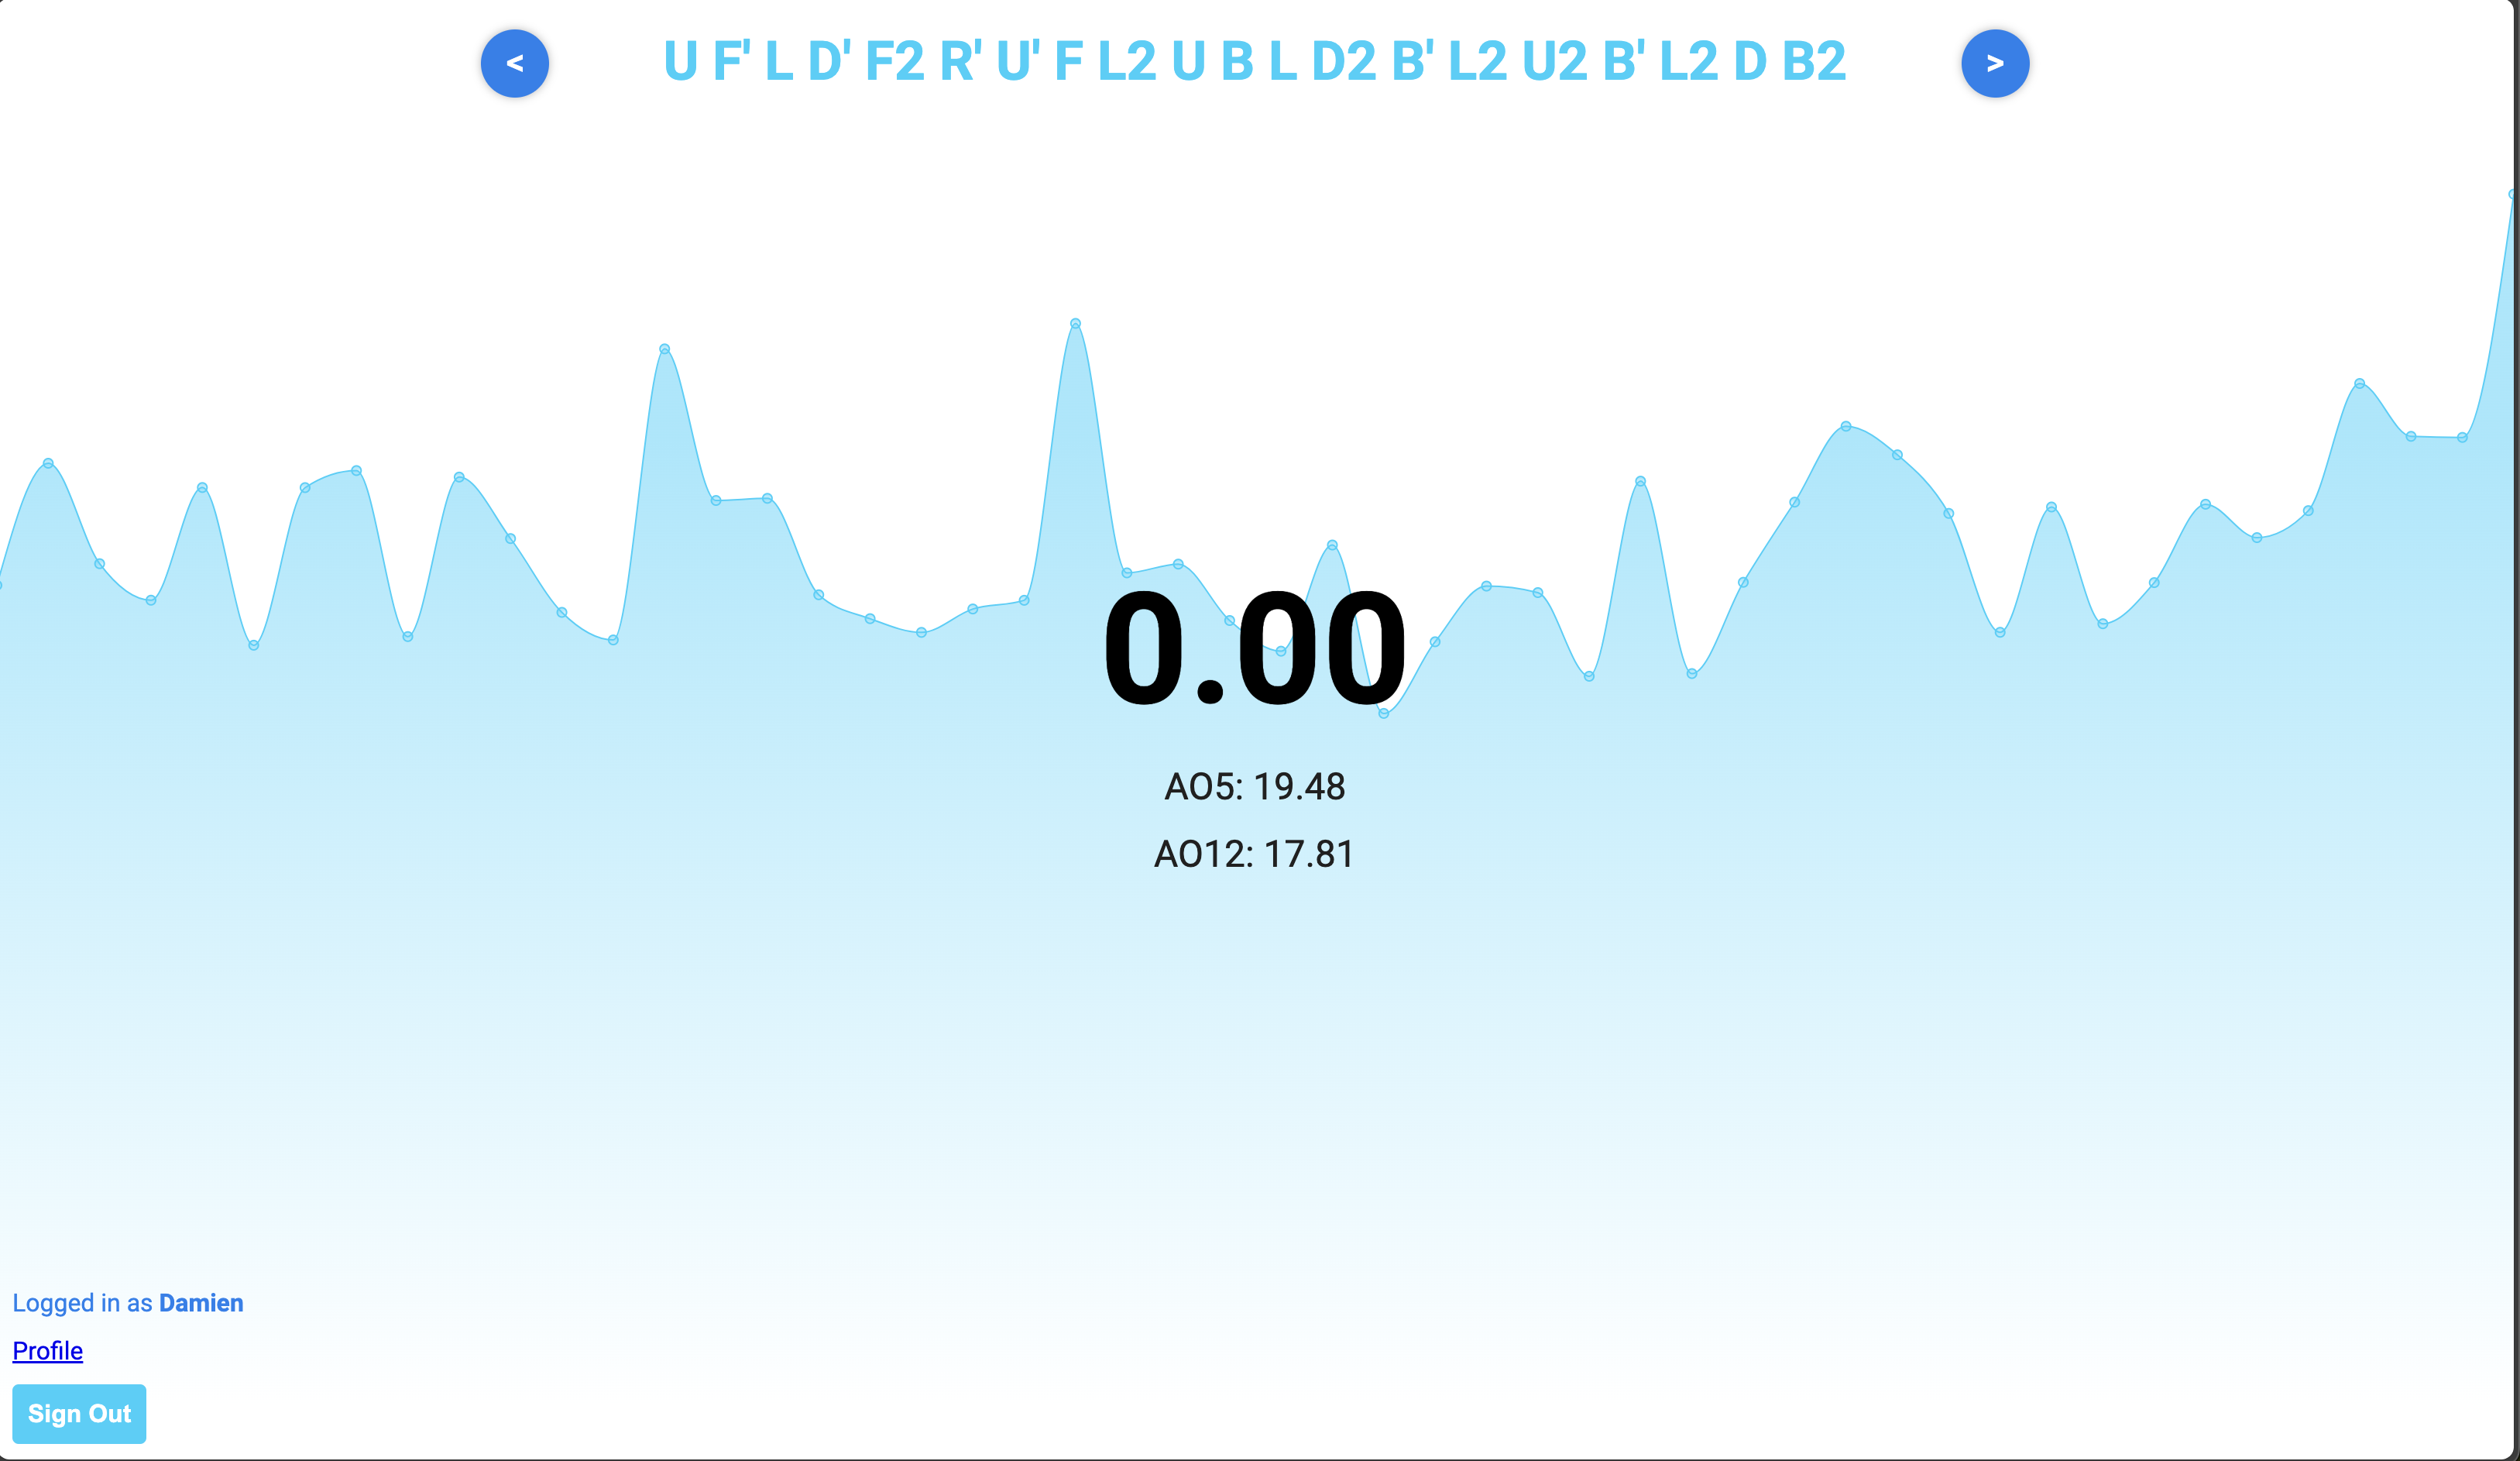 < U F' L D' F2 R' U' F L2 U B L D2 B' L2 U2 B' L2 D B2 >
0.00
AO5: 19.48
AO12: 17.81
Logged in as Damien
Profile
Sign Out